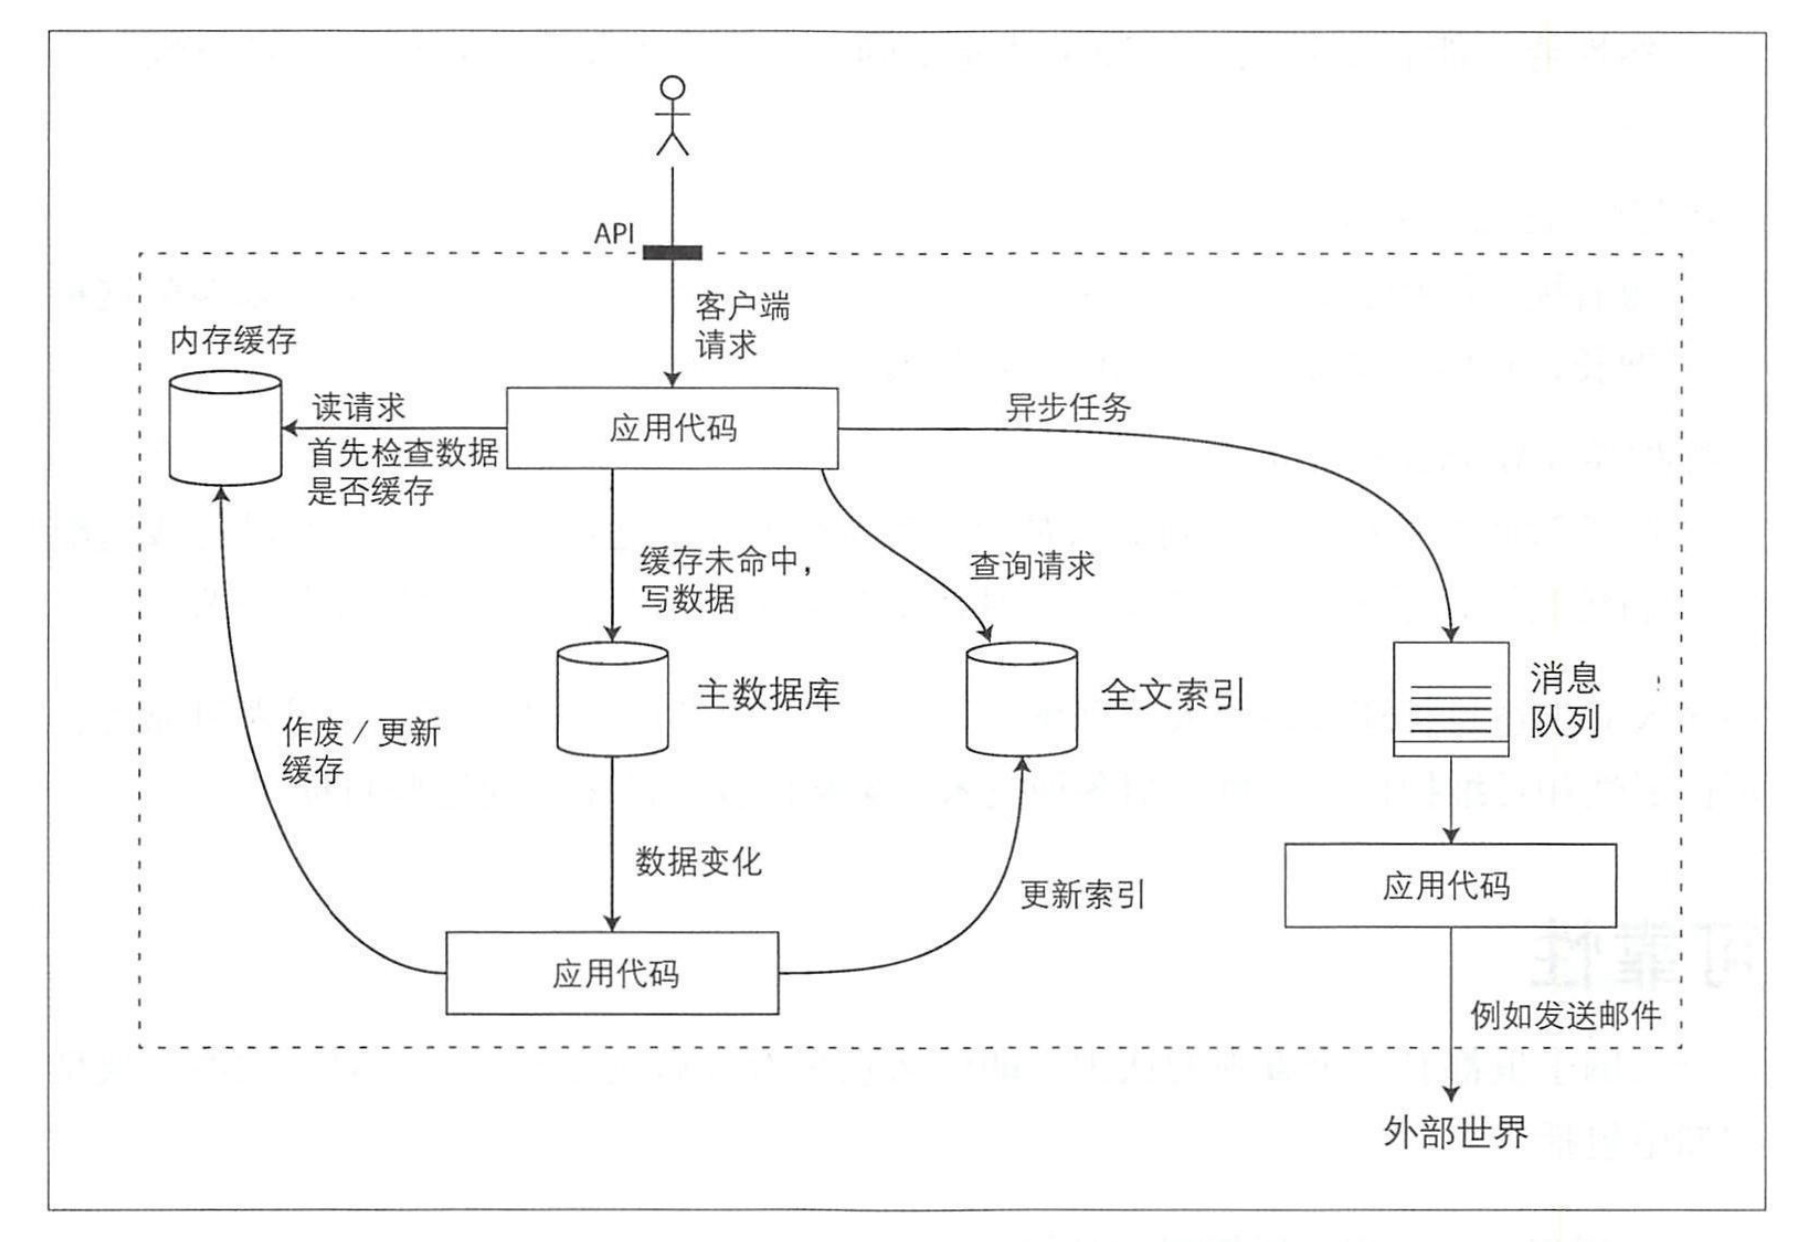 API
客户端
请求
内存缓存
读请求
首先检查数据
是否缓存
应用代码
异步任务
缓存未命中，
写数据
查询请求
主数据库
全文索引
消息
队列
作废 / 更新
缓存
数据变化
更新索引
应用代码
应用代码
例如发送邮件
外部世界